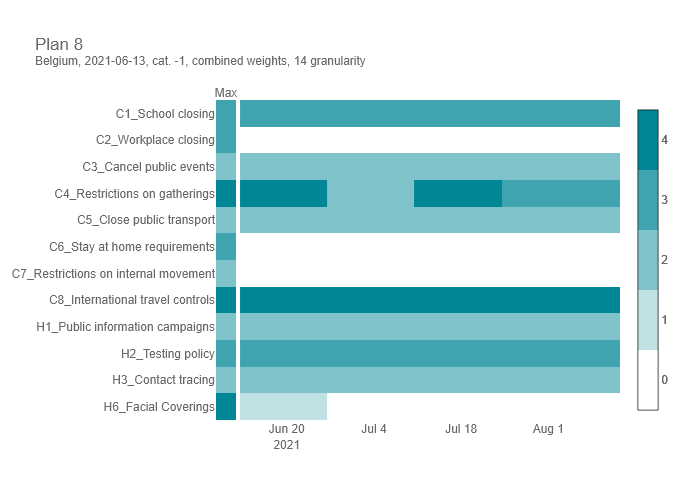 Plan 8
Belgium, 2021-06-13, cat. -1, combined weights, 14 granularity
Max
C1_School closing
C2_Workplace closing
C3_Cancel public events
C4_Restrictions on gatherings
C5_Close public transport
C6_Stay at home requirements
C7_Restrictions on internal movement
C8_International travel controls
H1_Public information campaigns
H2_Testing policy
H3_Contact tracing
H6_Facial Coverings
Jun 20 Jul 4 Jul 18 Aug 1
2021
4
3
2
1
0